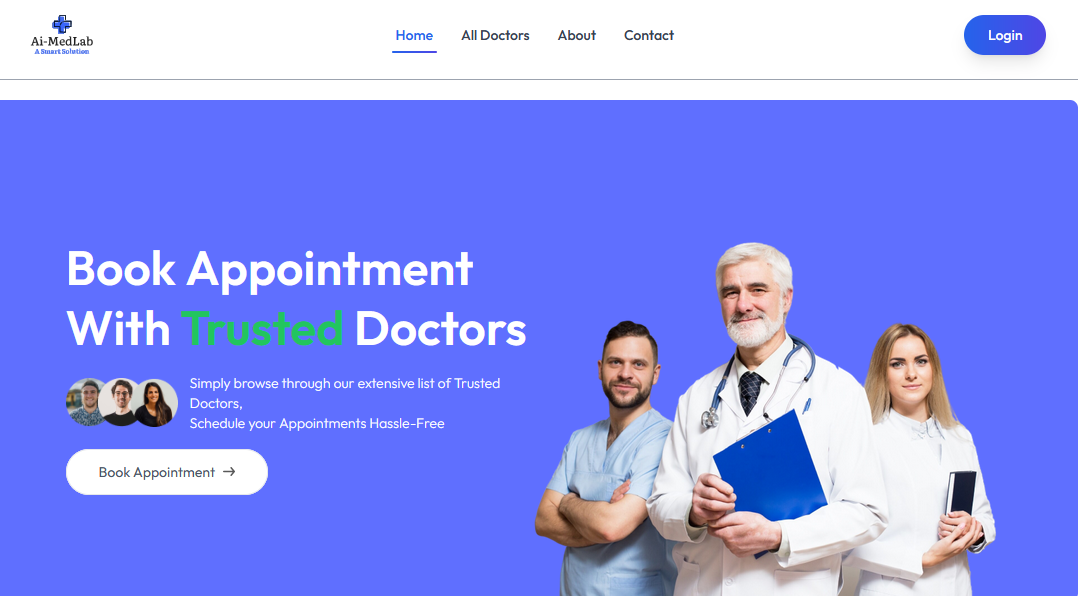 Ai-MedLab
A Smart Solution
Home
All Doctors
About
Contact
Login
Book Appointment
With Trusted Doctors
Simply browse through our extensive list of Trusted
Doctors,
Schedule your Appointments Hassle-Free
Book Appointment →